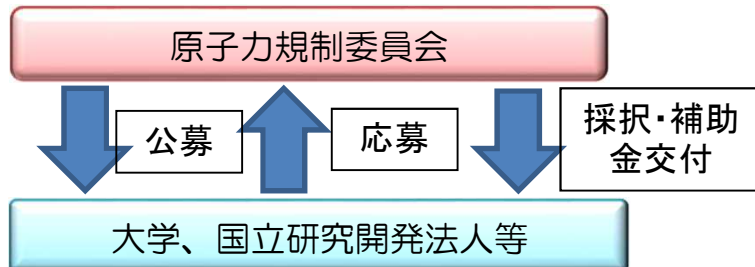 原子力規制委員会
公募
応募
採択・補助
金交付
大学、国立研究開発法人等